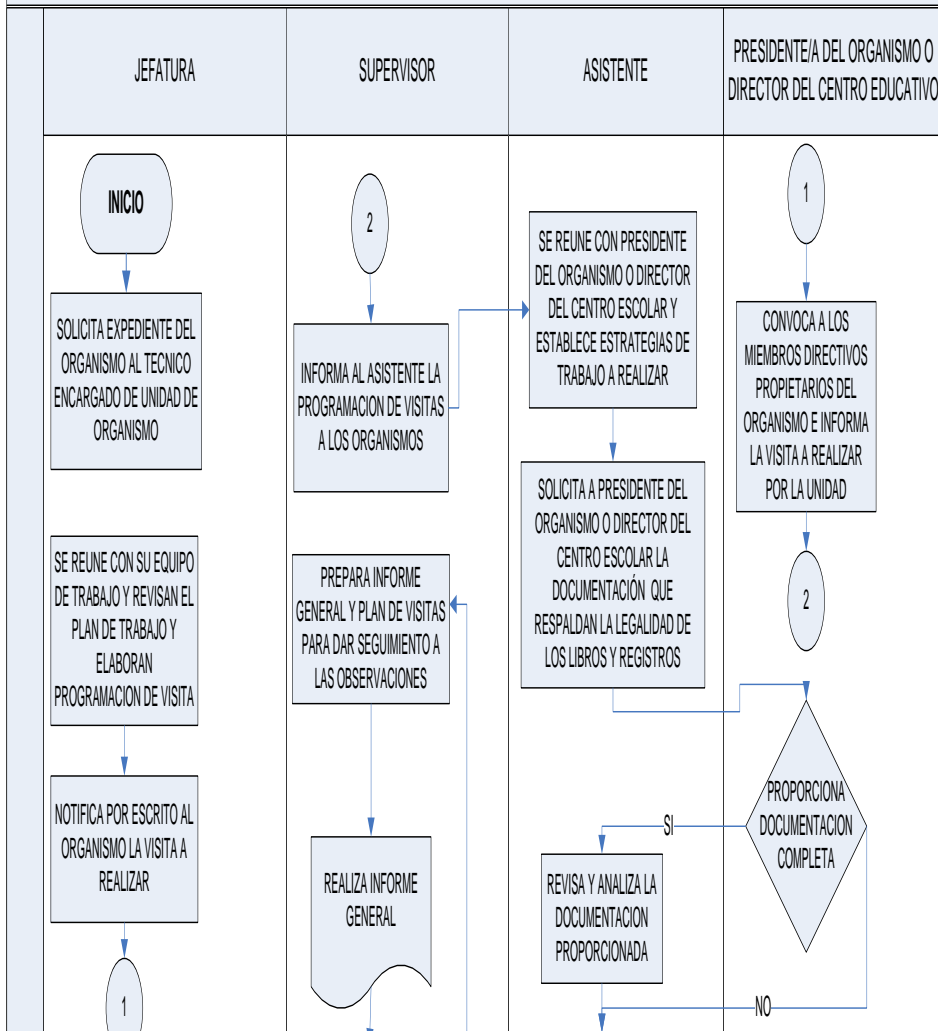 JEFATURA
SUPERVISOR
ASISTENTE
PRESIDENTE/A DEL ORGANISMO O
DIRECTOR DEL CENTRO EDUCATIVO
INICIO
SOLICITA EXPEDIENTE DEL
ORGANISMO AL TECNICO
ENCARGADO DE UNIDAD DE
ORGANISMO
SE REUNE CON SU EQUIPO
DE TRABAJO Y REVISAN EL
PLAN DE TRABAJO Y
ELABORAN
PROGRAMACION DE VISITA
NOTIFICA POR ESCRITO AL
ORGANISMO LA VISITA A
REALIZAR
1
2
INFORMA AL ASISTENTE LA
PROGRAMACION DE VISITAS
A LOS ORGANISMOS
PREPARA INFORME
GENERAL Y PLAN DE VISITAS
PARA DAR SEGUIMIENTO A
LAS OBSERVACIONES
REALIZA INFORME
GENERAL
SE REUNE CON PRESIDENTE
DEL ORGANISMO O DIRECTOR
DEL CENTRO ESCOLAR Y
ESTABLECE ESTRATEGIAS DE
TRABAJO A REALIZAR
SOLICITA A PRESIDENTE DEL
ORGANISMO O DIRECTOR DEL
CENTRO ESCOLAR LA
DOCUMENTACIÓN QUE
RESPALDAN LA LEGALIDAD DE
LOS LIBROS Y REGISTROS
SI
REVISA Y ANALIZA LA
DOCUMENTACION
PROPORCIONADA
1
CONVOCA A LOS
MIEMBROS DIRECTIVOS
PROPIETARIOS DEL
ORGANISMO E INFORMA
LA VISITA A REALIZAR
POR LA UNIDAD
2
PROPORCIONA
DOCUMENTACION
COMPLETA
NO